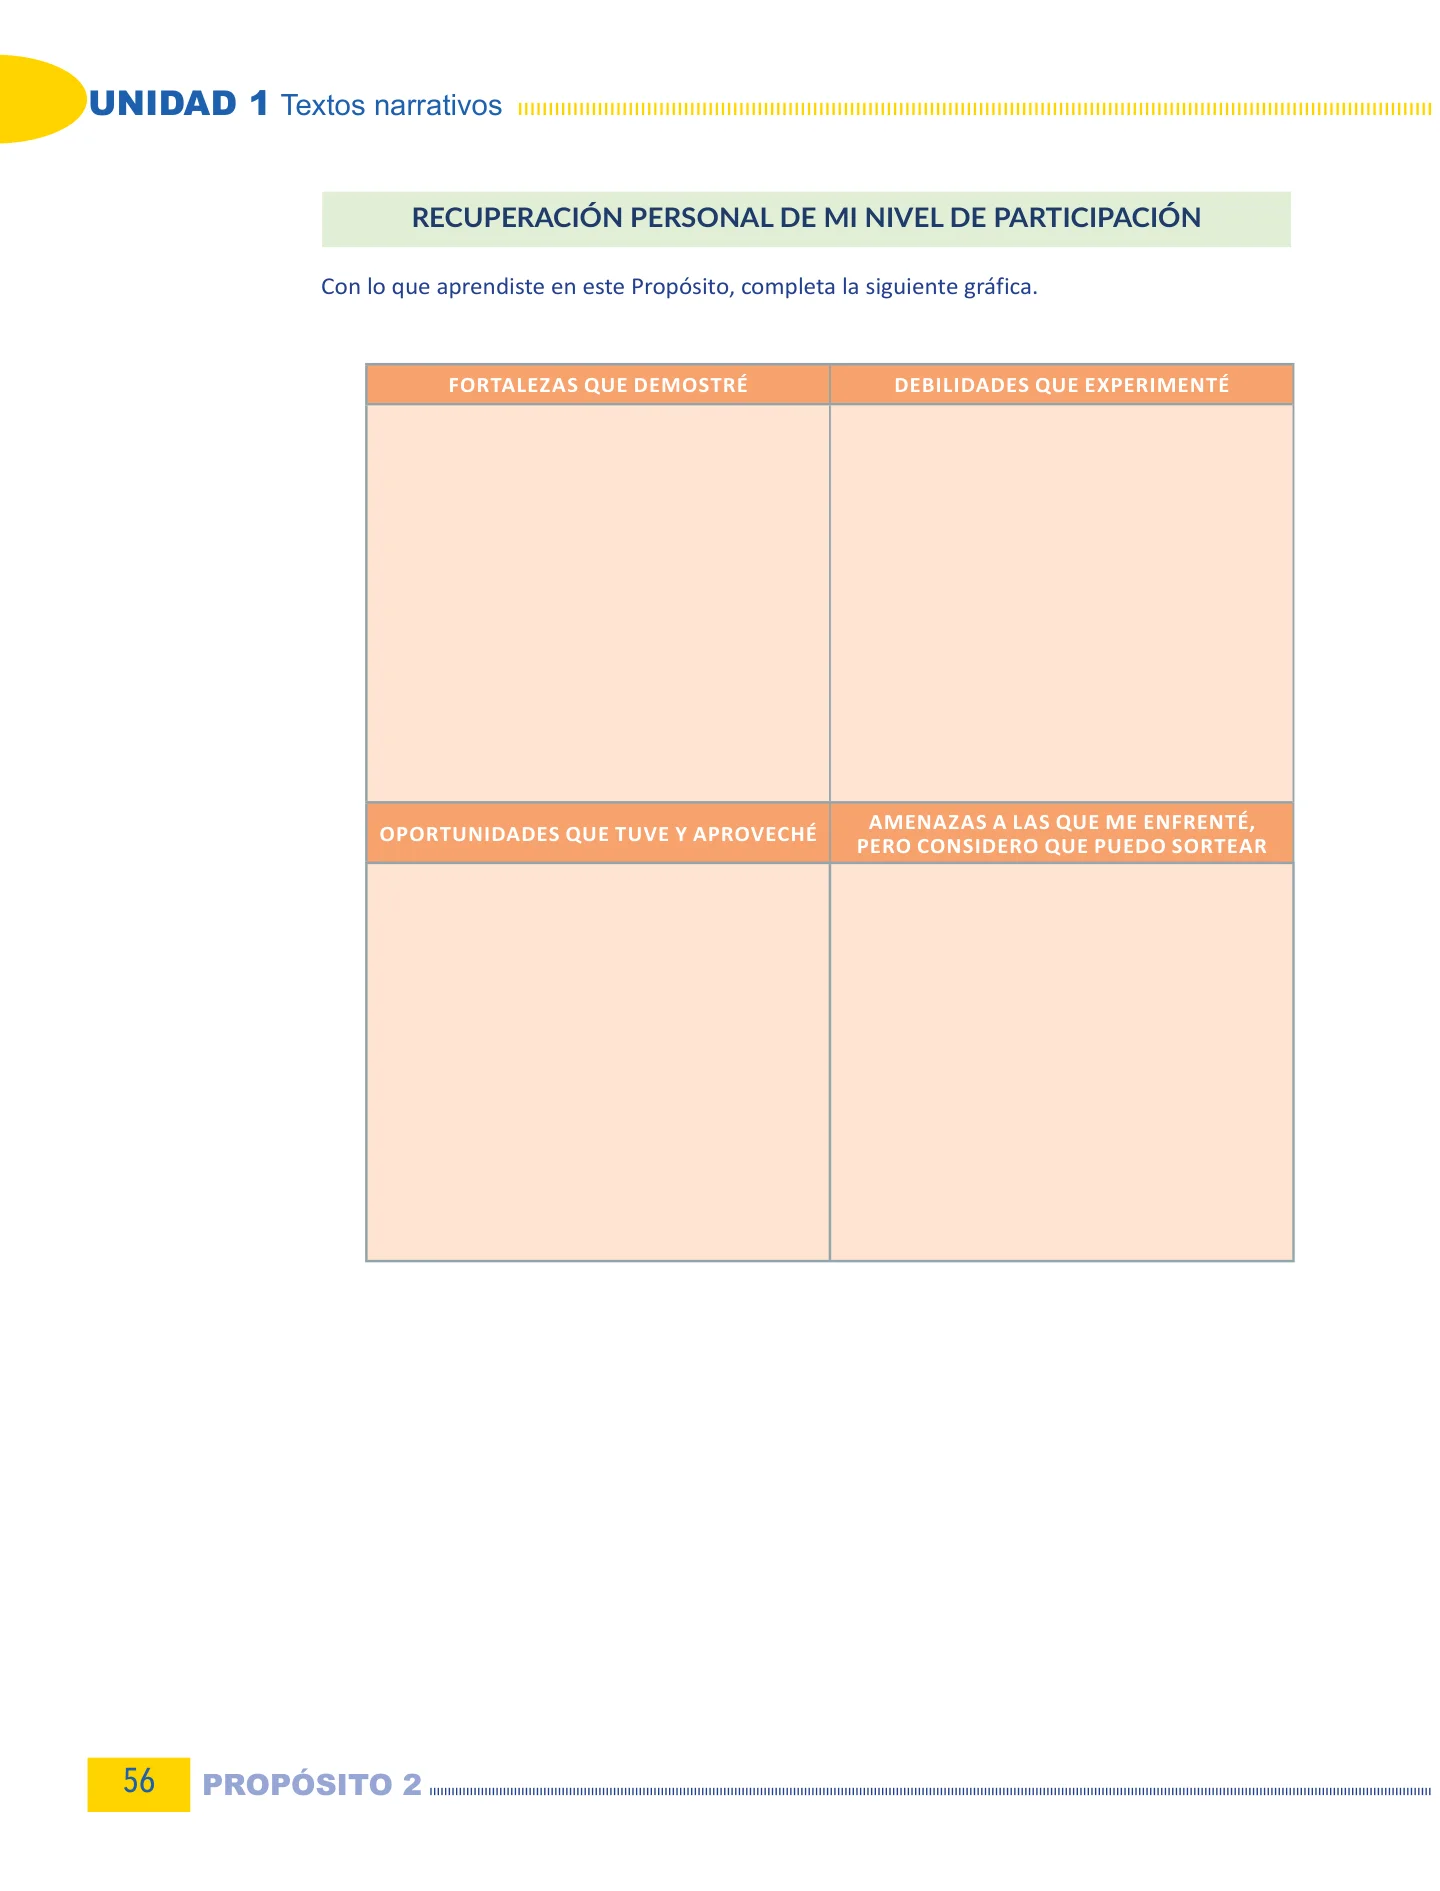 UNIDAD 1 Textos narrativos
RECUPERACIÓN PERSONAL DE MI NIVEL DE PARTICIPACIÓN
Con lo que aprendiste en este Propósito, completa la siguiente gráfica.
FORTALEZAS QUE DEMOSTRÉ
DEBILIDADES QUE EXPERIMENTÉ
OPORTUNIDADES QUE TUVE Y APROVECHÉ
AMENAZAS A LAS QUE ME ENFRENTÉ,
PERO CONSIDERO QUE PUEDO SORTEAR
56 PROPÓSITO 2